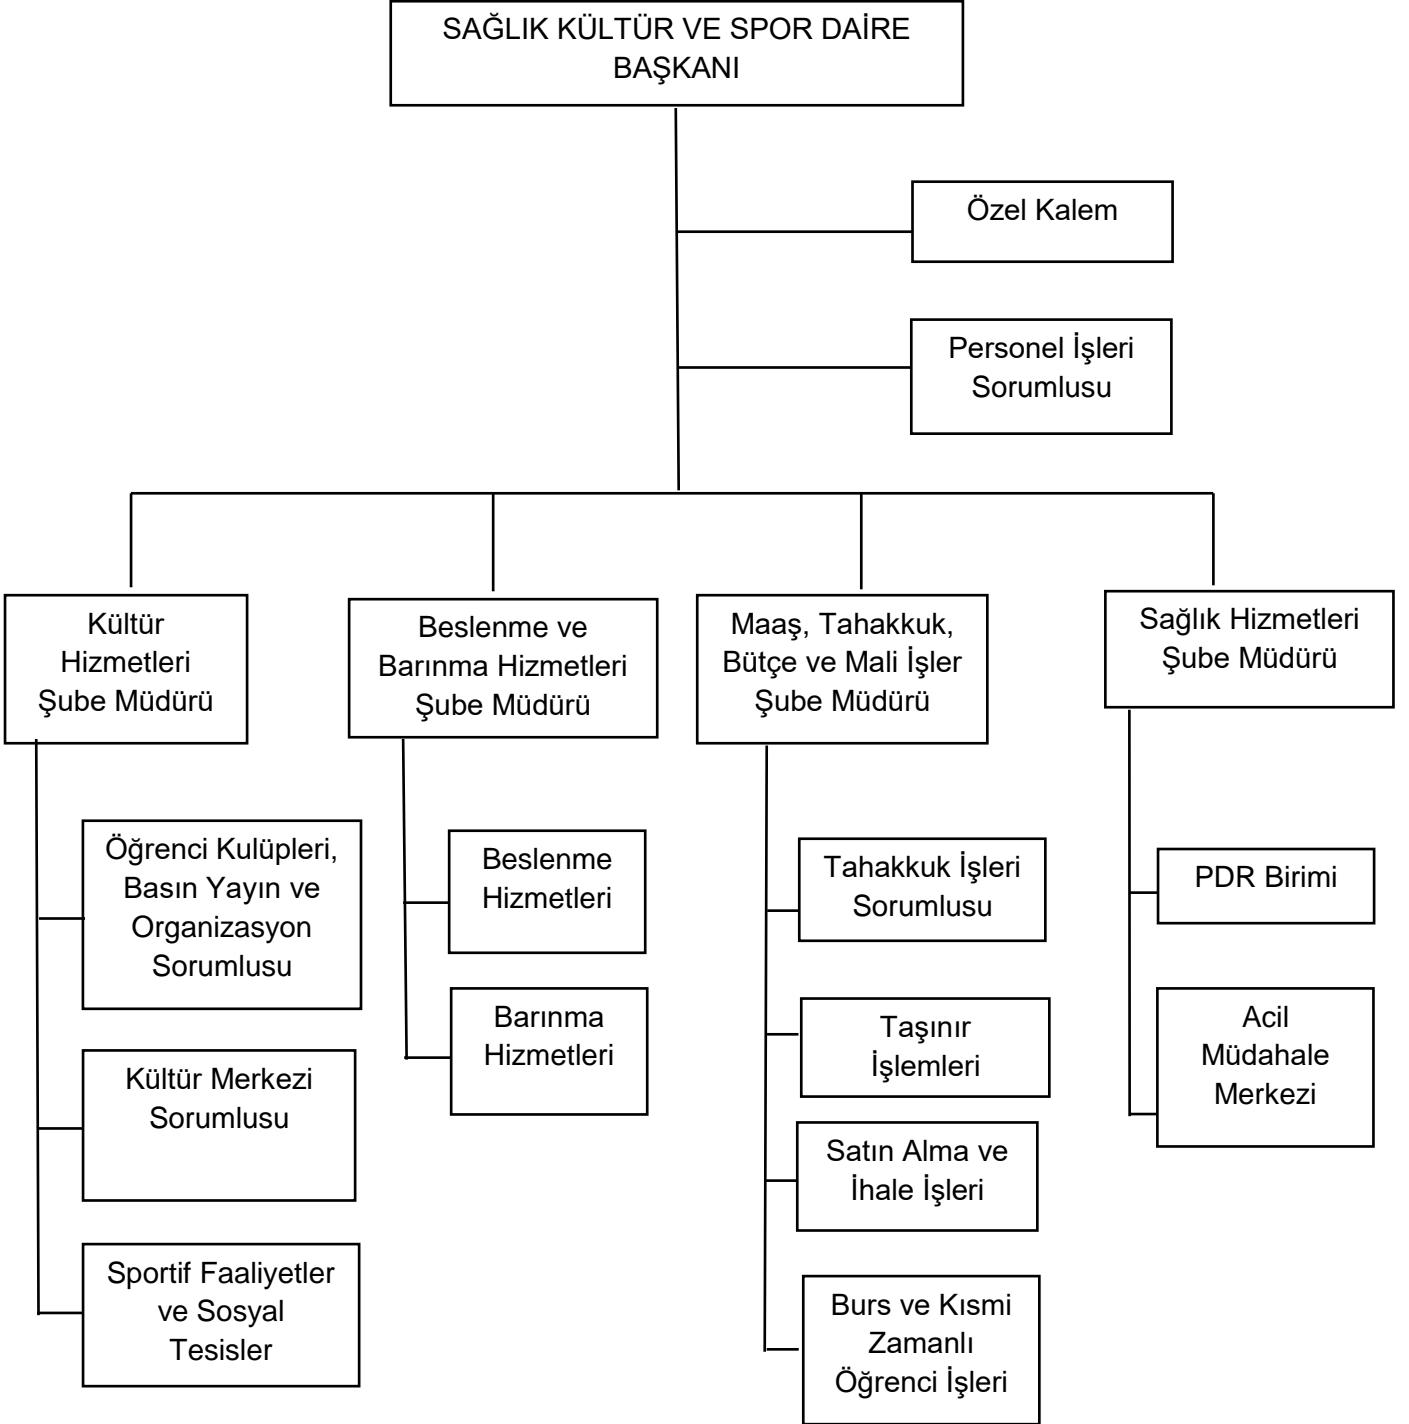 SAĞLIK KÜLTÜR VE SPOR DAİRE
BAŞKANI
Özel Kalem
Personel İşleri
Sorumlusu
Kültür
Hizmetleri
Şube Müdürü
Beslenme ve
Barınma Hizmetleri
Şube Müdürü
Maaş, Tahakkuk,
Bütçe ve Mali İşler
Şube Müdürü
Sağlık Hizmetleri
Şube Müdürü
Öğrenci Kulüpleri,
Basın Yayın ve
Organizasyon
Sorumlusu
Kültür Merkezi
Sorumlusu
Sportif Faaliyetler
ve Sosyal
Tesisler
Beslenme
Hizmetleri
Barınma
Hizmetleri
Tahakkuk İşleri
Sorumlusu
Taşınır
İşlemleri
Satın Alma ve
İhale İşleri
Burs ve Kısmi
Zamanlı
Öğrenci İşleri
PDR Birimi
Acil
Müdahale
Merkezi